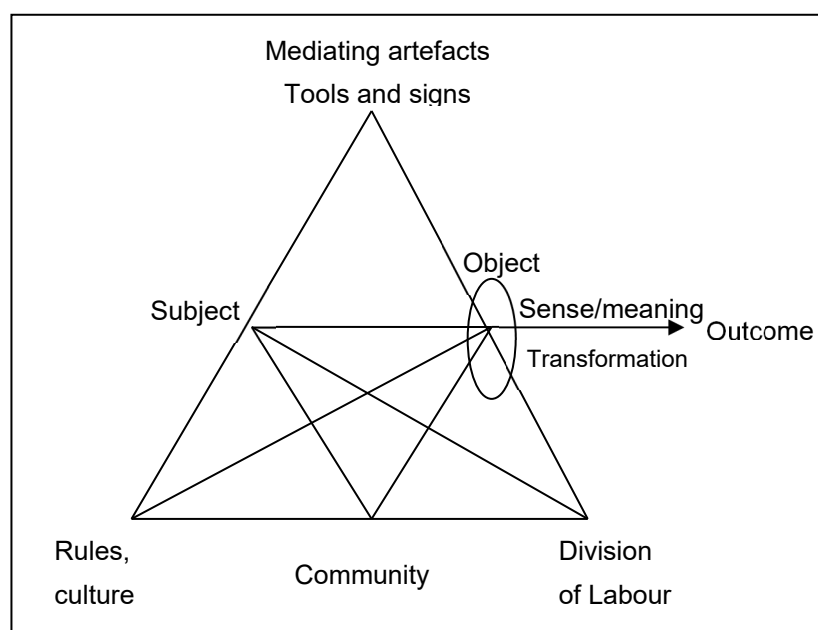 Mediating artefacts
Tools and signs
Object
Subject
Sense/meaning
Outcome
Transformation
Rules,
culture
Community
Division
of Labour